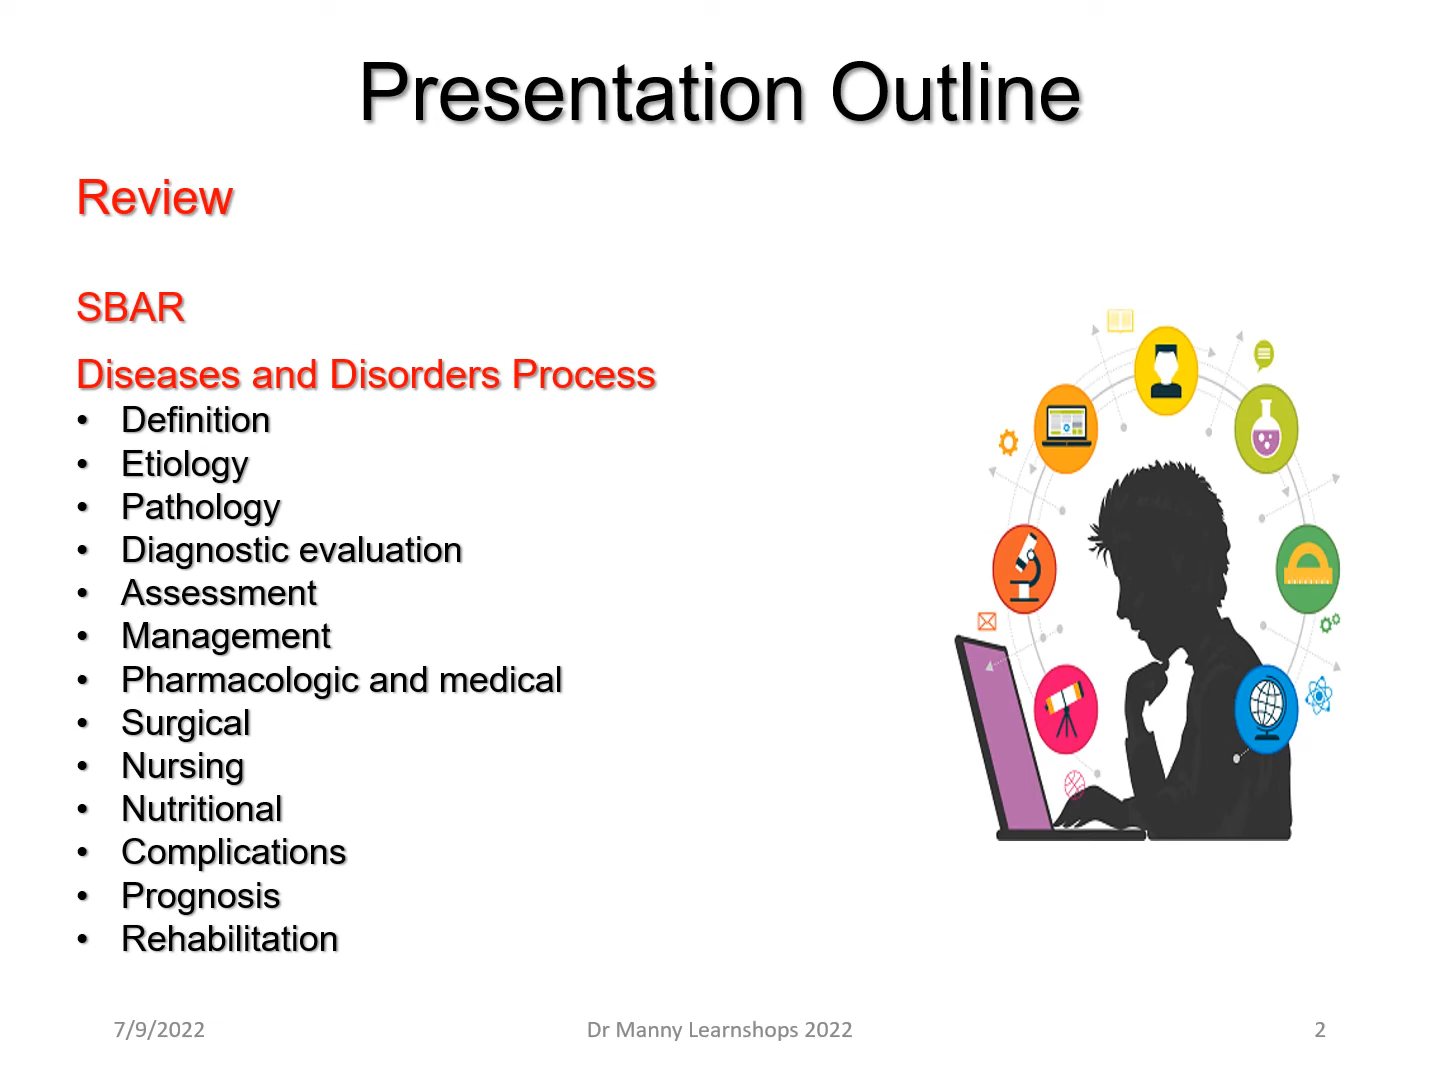 Presentation Outline
Review
SBAR
Diseases and Disorders Process
• Definition
• Etiology
• Pathology
• Diagnostic evaluation
• Assessment
• Management
• Pharmacologic and medical
• Surgical
• Nursing
• Nutritional
• Complications
• Prognosis
• Rehabilitation
7/9/2022
Dr Manny Learnshops 2022
2